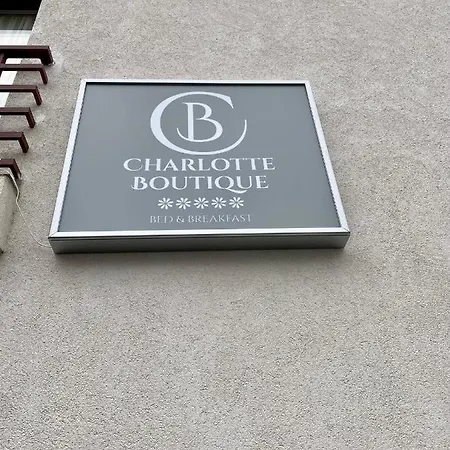 CB
CHARLOTTE
BOUTIQUE
BED & BREAKFAST